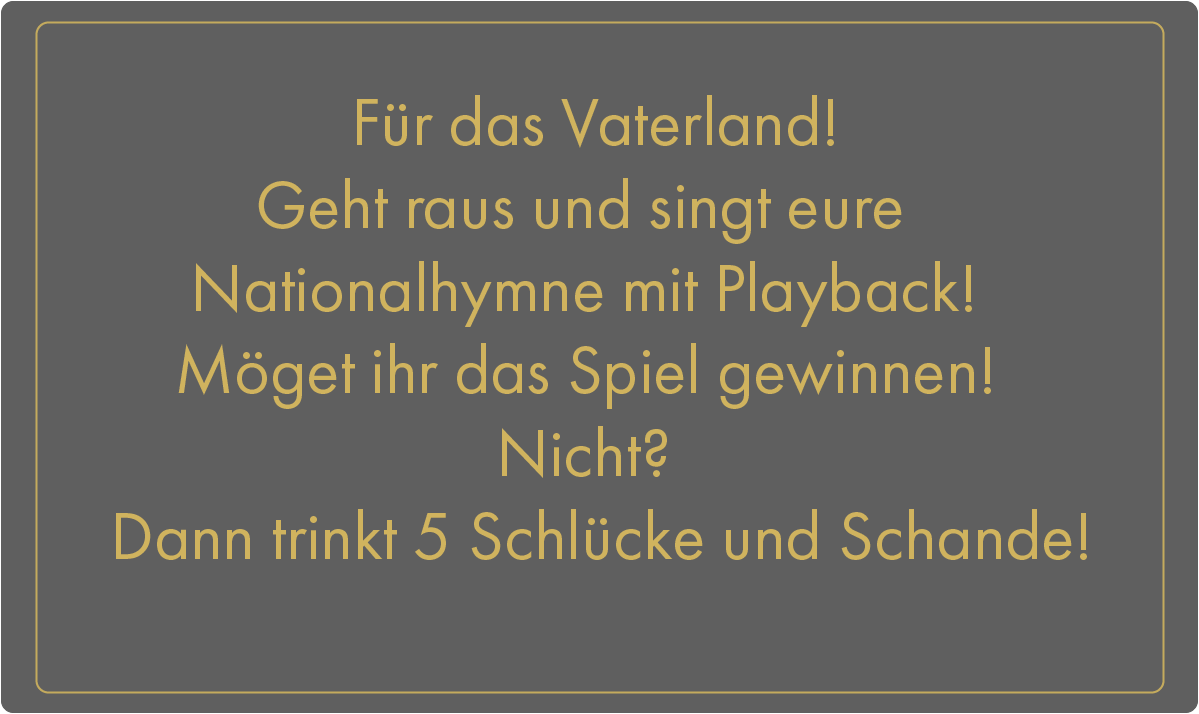 Für das Vaterland!
Geht raus und singt eure
Nationalhymne mit Playback!
Möget ihr das Spiel gewinnen!
Nicht?
Dann trinkt 5 Schlücke und Schande!